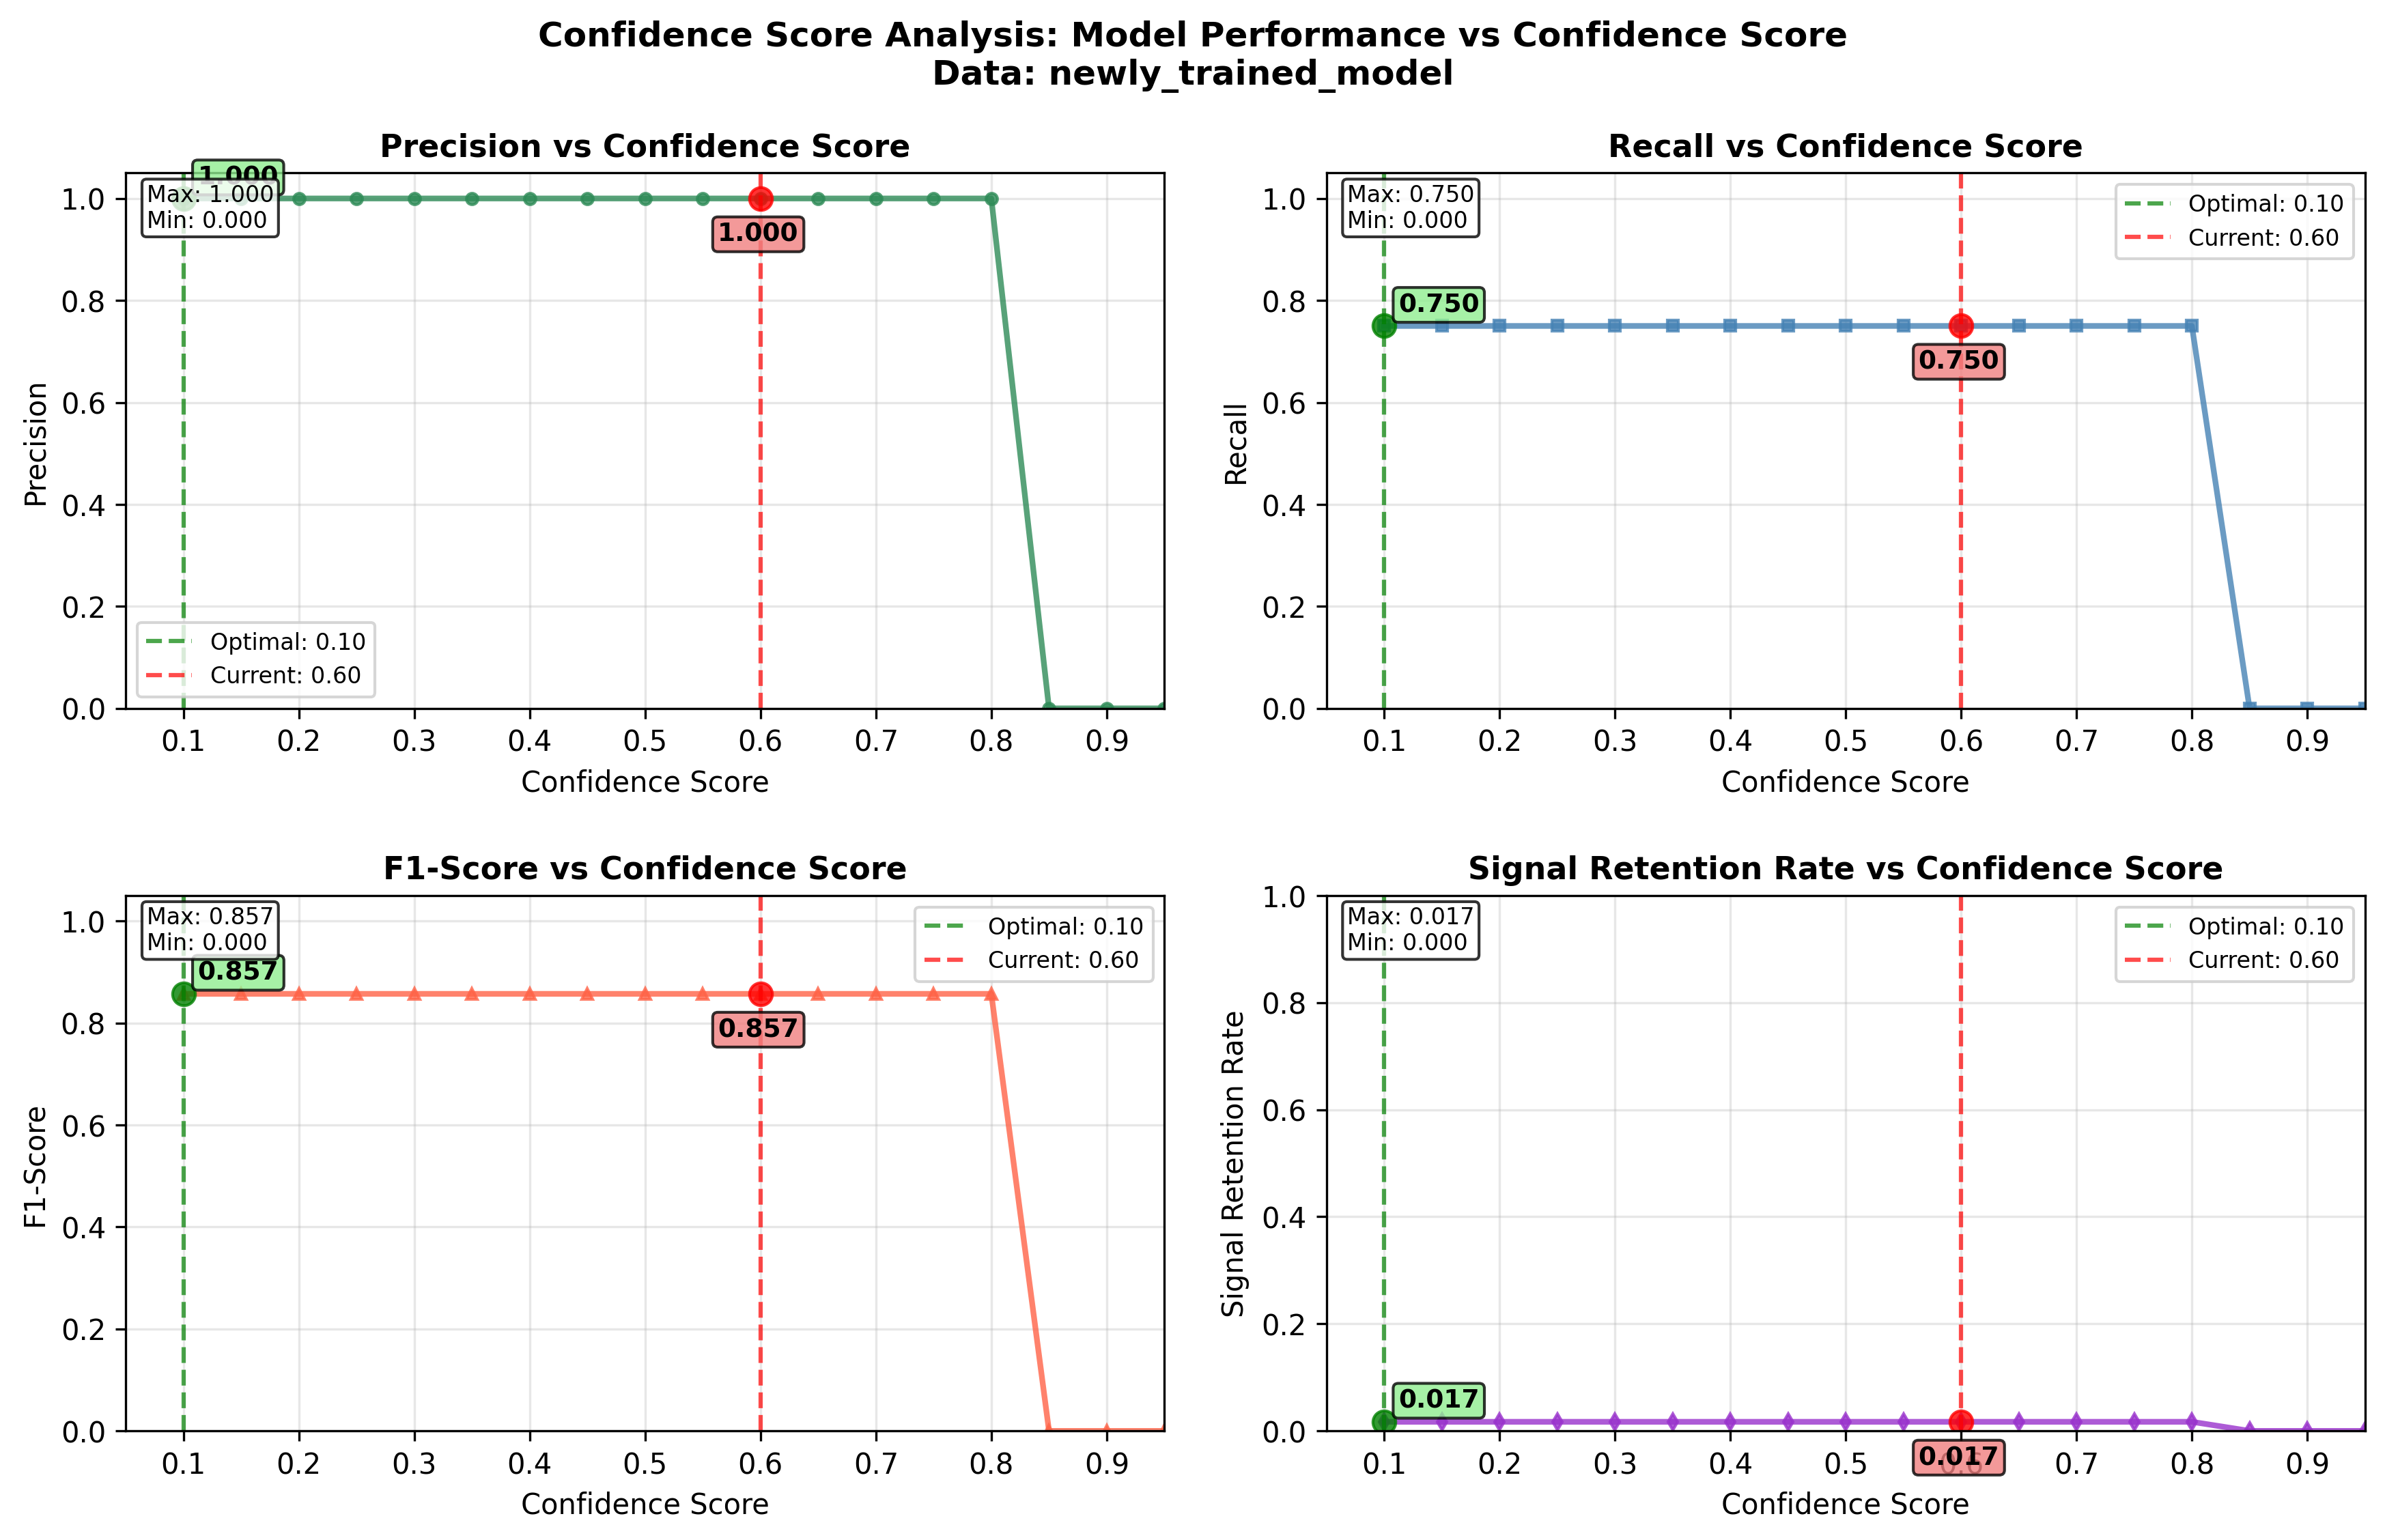 Confidence Score Analysis: Model Performance vs Confidence Score
Data: newly_trained_model
Precision vs Confidence Score
1.000
Max: 1.000
Min: 0.000
1.000
Optimal: 0.10
Current: 0.60
Precision
1.0
0.8
0.6
0.4
0.2
0.0
0.1 0.2 0.3 0.4 0.5 0.6 0.7 0.8 0.9
Confidence Score
Recall vs Confidence Score
Max: 0.750
Min: 0.000
Optimal: 0.10
Current: 0.60
0.750
0.750
Recall
1.0
0.8
0.6
0.4
0.2
0.0
0.1 0.2 0.3 0.4 0.5 0.6 0.7 0.8 0.9
Confidence Score
F1-Score vs Confidence Score
Max: 0.857
Min: 0.000
Optimal: 0.10
Current: 0.60
0.857
0.857
F1-Score
1.0
0.8
0.6
0.4
0.2
0.0
0.1 0.2 0.3 0.4 0.5 0.6 0.7 0.8 0.9
Confidence Score
Signal Retention Rate vs Confidence Score
Max: 0.017
Min: 0.000
Optimal: 0.10
Current: 0.60
0.017
0.017
Signal Retention Rate
1.0
0.8
0.6
0.4
0.2
0.0
0.1 0.2 0.3 0.4 0.5 0.6 0.7 0.8 0.9
Confidence Score